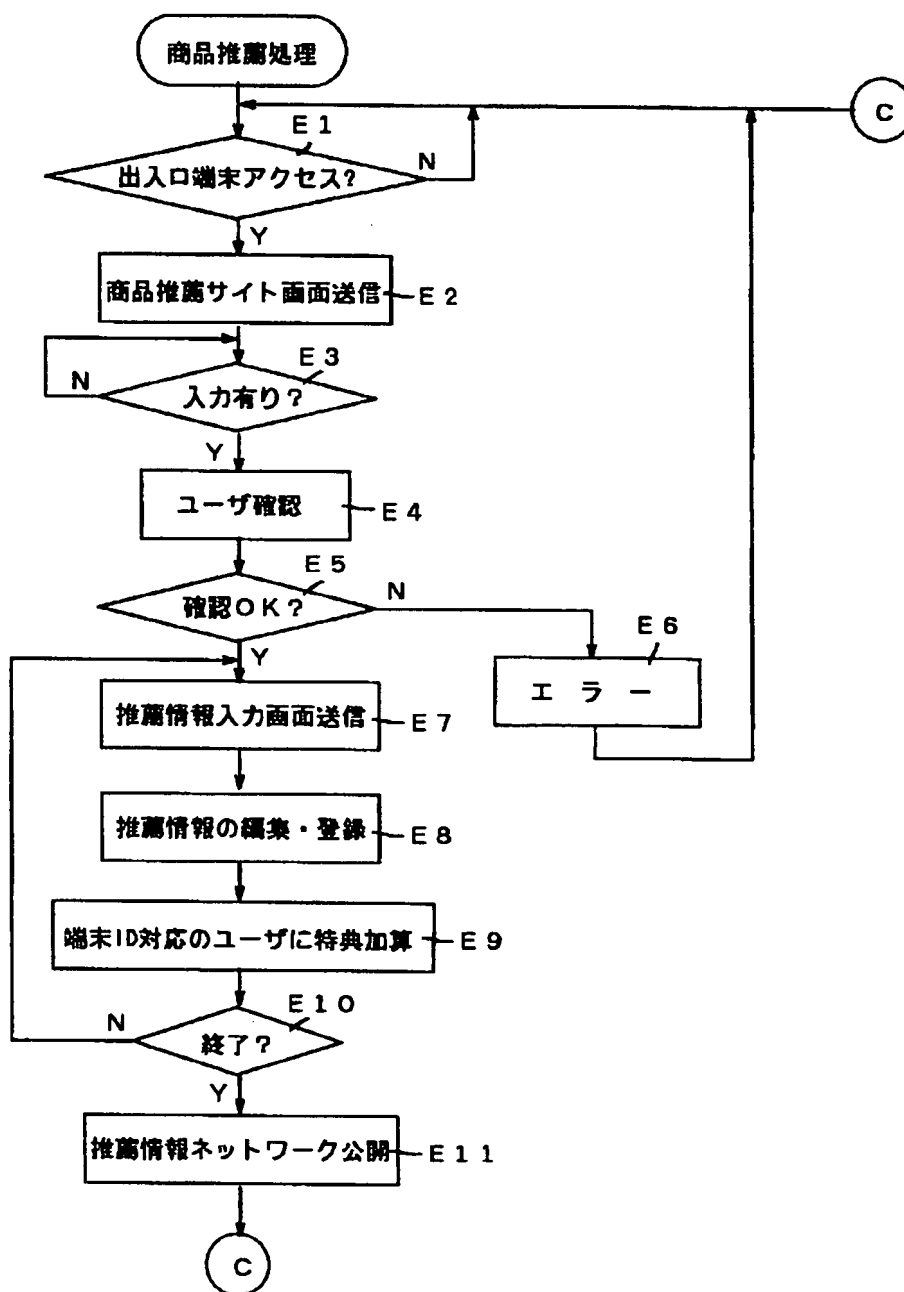 商品推薦処理
C
E1
出入口端末アクセス?
N
Y
商品推薦サイト画面送信
E2
E3
N
入力有り?
Y
ユーザ確認
E4
E5
確認OK?
N
Y
E6
エラー
推薦情報入力画面送信
E7
推薦情報の編集・登録
E8
端末ID対応のユーザに特典加算
E9
E10
N
終了?
Y
推薦情報ネットワーク公開
E11
C